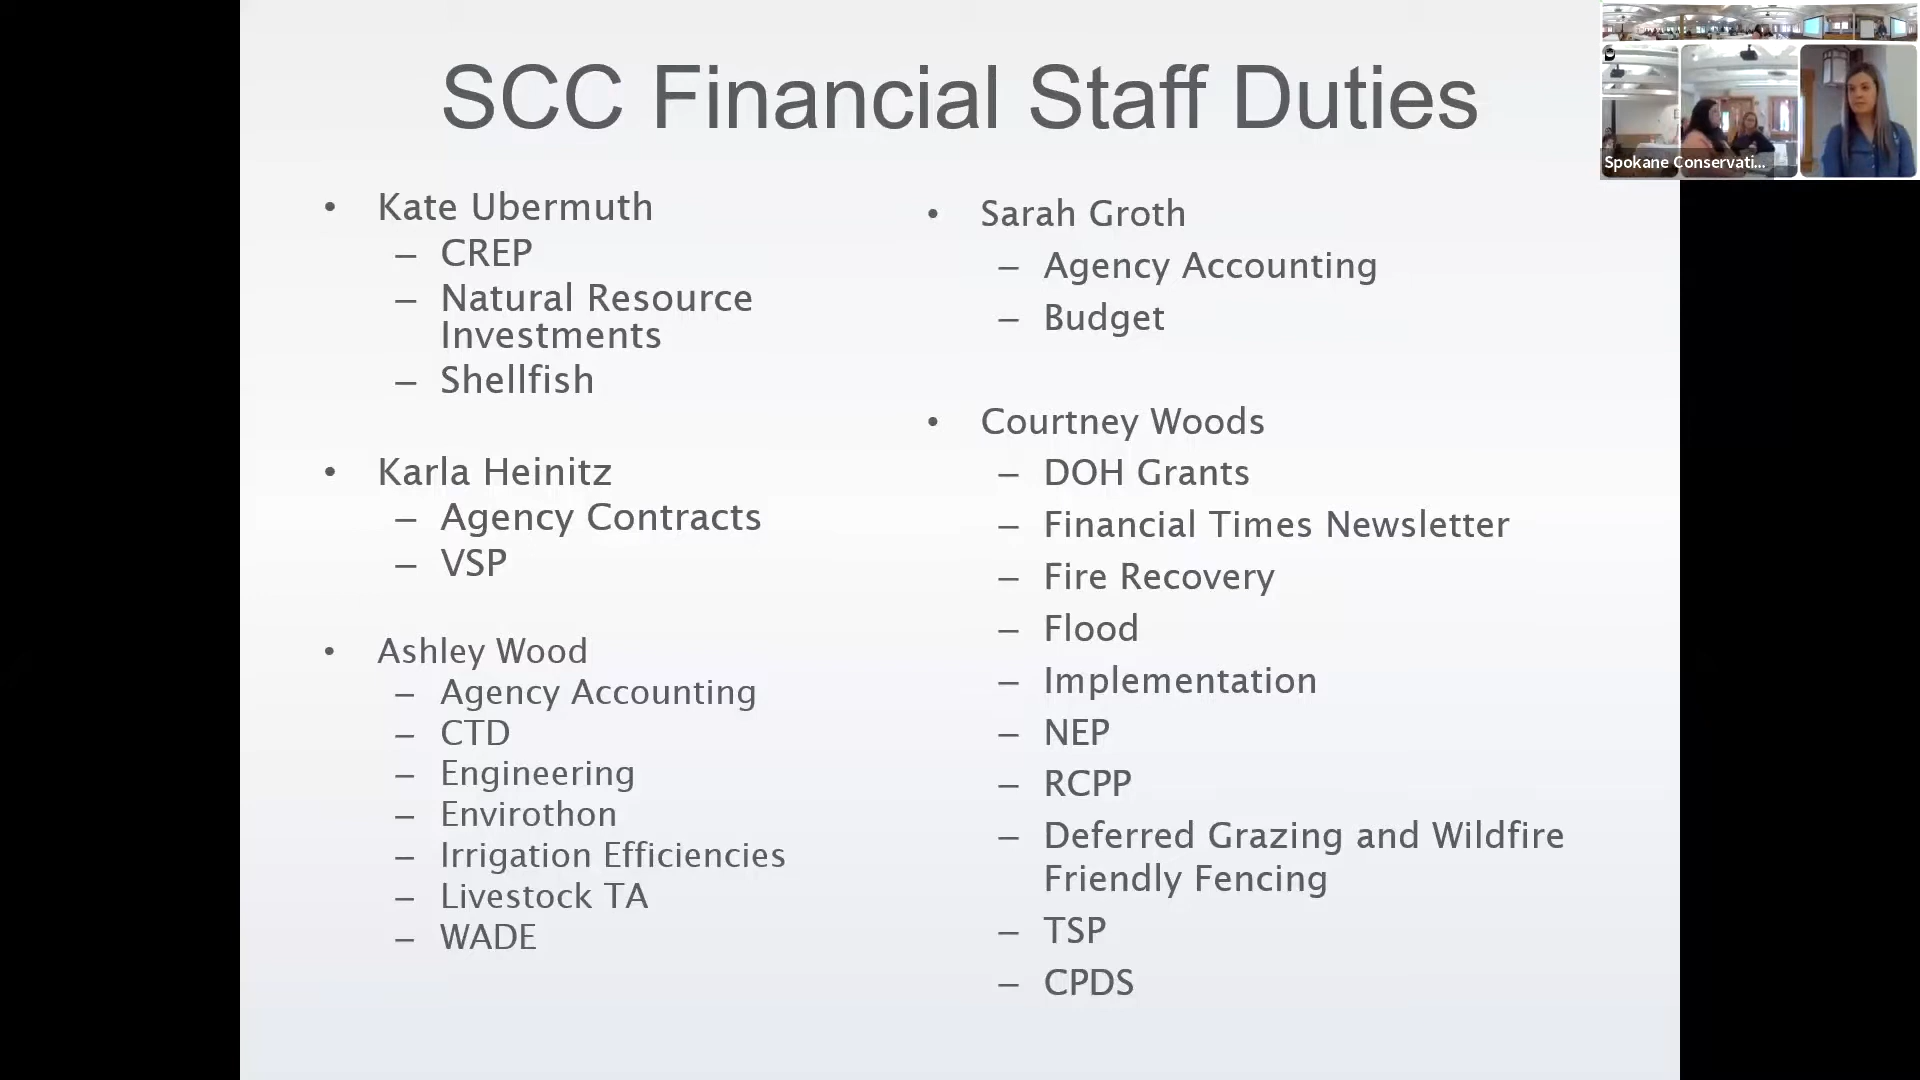 SCC Financial Staff Duties
• Kate Ubermuth
– CREP
– Natural Resource
Investments
– Shellfish
• Karla Heinitz
– Agency Contracts
– VSP
• Ashley Wood
– Agency Accounting
– CTD
– Engineering
– Envirothon
– Irrigation Efficiencies
– Livestock TA
– WADE
• Sarah Groth
– Agency Accounting
– Budget
• Courtney Woods
– DOH Grants
– Financial Times Newsletter
– Fire Recovery
– Flood
– Implementation
– NEP
– RCPP
– Deferred Grazing and Wildfire
Friendly Fencing
– TSP
– CPDS
Spokane Conservati...